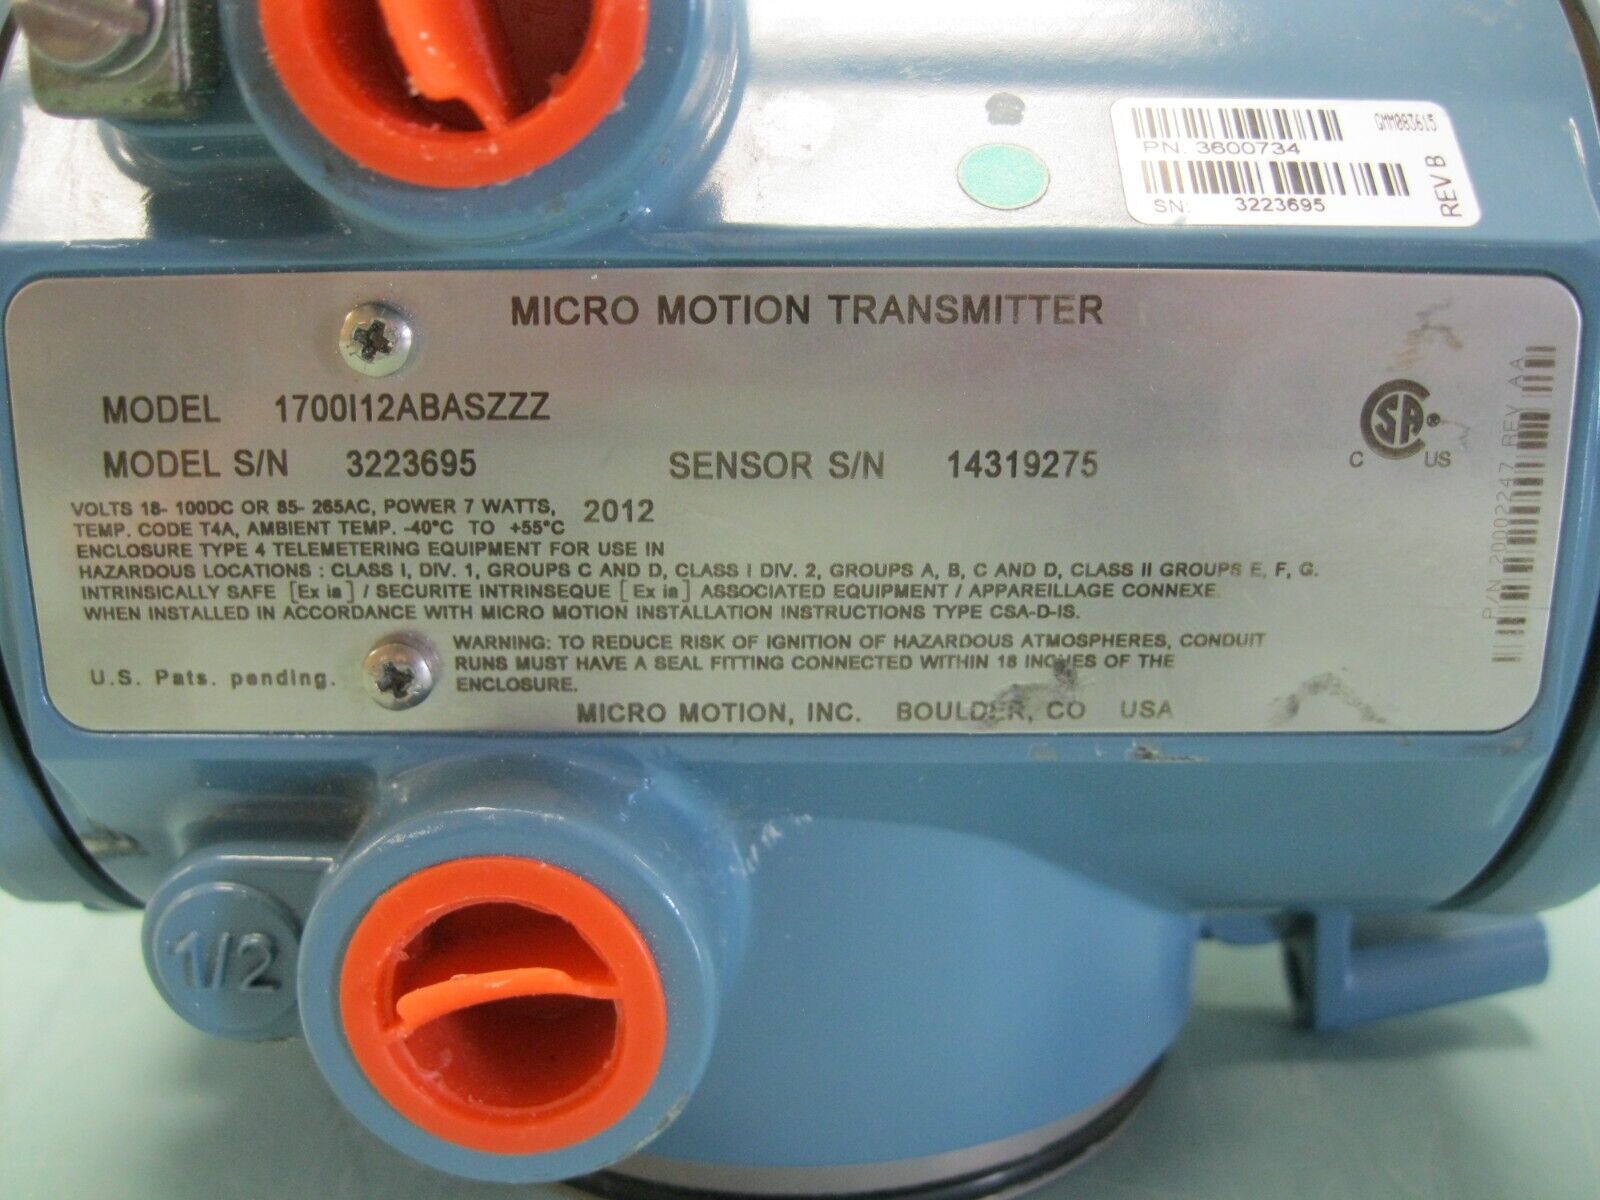 GMM083615
PN: 3600734
SN: 3223695
REV B
MICRO MOTION TRANSMITTER
MODEL 1700I12ABASZZZ
MODEL S/N 3223695 SENSOR S/N 14319275
VOLTS 18- 100DC OR 85- 265AC, POWER 7 WATTS, 2012
TEMP. CODE T4A, AMBIENT TEMP. -40°C TO +55°C
ENCLOSURE TYPE 4 TELEMETERING EQUIPMENT FOR USE IN
HAZARDOUS LOCATIONS : CLASS I, DIV. 1, GROUPS C AND D, CLASS I DIV. 2, GROUPS A, B, C AND D, CLASS II GROUPS E, F, G.
INTRINSICALLY SAFE [Ex ia] / SECURITE INTRINSEQUE [Ex ia] ASSOCIATED EQUIPMENT / APPAREILLAGE CONNEXE.
WHEN INSTALLED IN ACCORDANCE WITH MICRO MOTION INSTALLATION INSTRUCTIONS TYPE CSA-D-IS.
WARNING: TO REDUCE RISK OF IGNITION OF HAZARDOUS ATMOSPHERES, CONDUIT
RUNS MUST HAVE A SEAL FITTING CONNECTED WITHIN 18 INCHES OF THE
ENCLOSURE.
U.S. Pats. pending.
MICRO MOTION, INC. BOULDER, CO USA
CSA ®
C US
P/N 20002247 REV AA
1/2